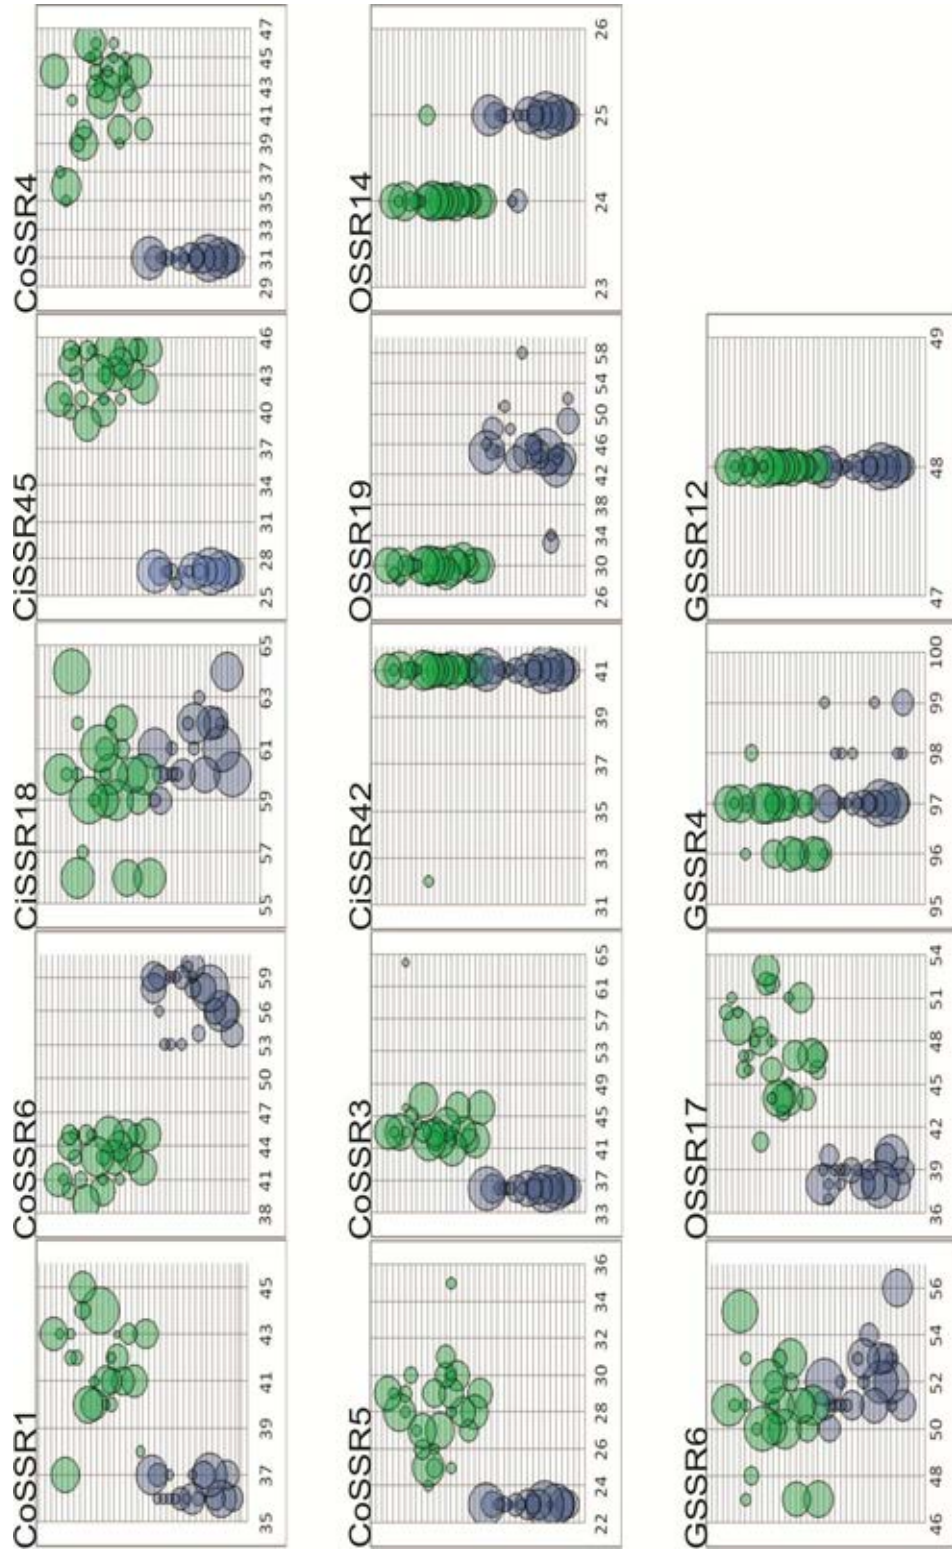 CoSSR1
35 37 39 41 43 45
CoSSR6
38 41 44 47 50 53 56 59
CiSSR18
55 57 59 61 63 65
CiSSR45
25 28 31 34 37 40 43 46
CoSSR4
29 31 33 35 37 39 41 43 45 47
CoSSR5
22 24 26 28 30 32 34 36
CoSSR3
33 37 41 45 49 53 57 61 65
CiSSR42
31 33 35 37 39 41
OSSR19
26 30 34 38 42 46 50 54 58
OSSR14
23 24 25 26
GSSR6
46 48 50 52 54 56
OSSR17
36 39 42 45 48 51 54
GSSR4
95 96 97 98 99 100
GSSR12
47 48 49